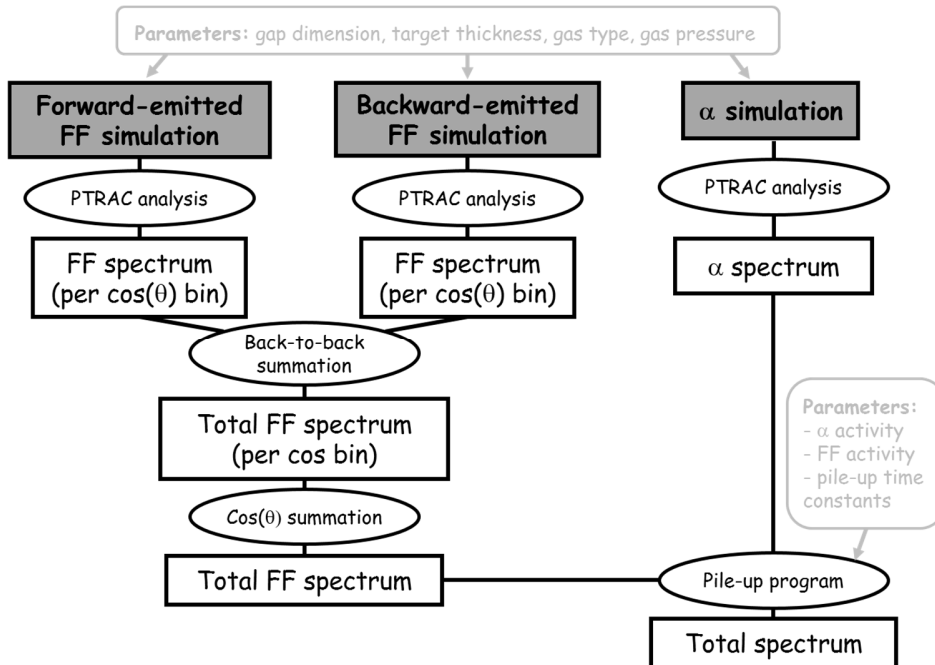 Parameters: gap dimension, target thickness, gas type, gas pressure
Forward-emitted
FF simulation
Backward-emitted
FF simulation
α simulation
PTRAC analysis
PTRAC analysis
PTRAC analysis
FF spectrum
(per cos(θ) bin)
FF spectrum
(per cos(θ) bin)
α spectrum
Back-to-back
summation
Total FF spectrum
(per cos bin)
Parameters:
- α activity
- FF activity
- pile-up time
constants
Cos(θ) summation
Total FF spectrum
Pile-up program
Total spectrum